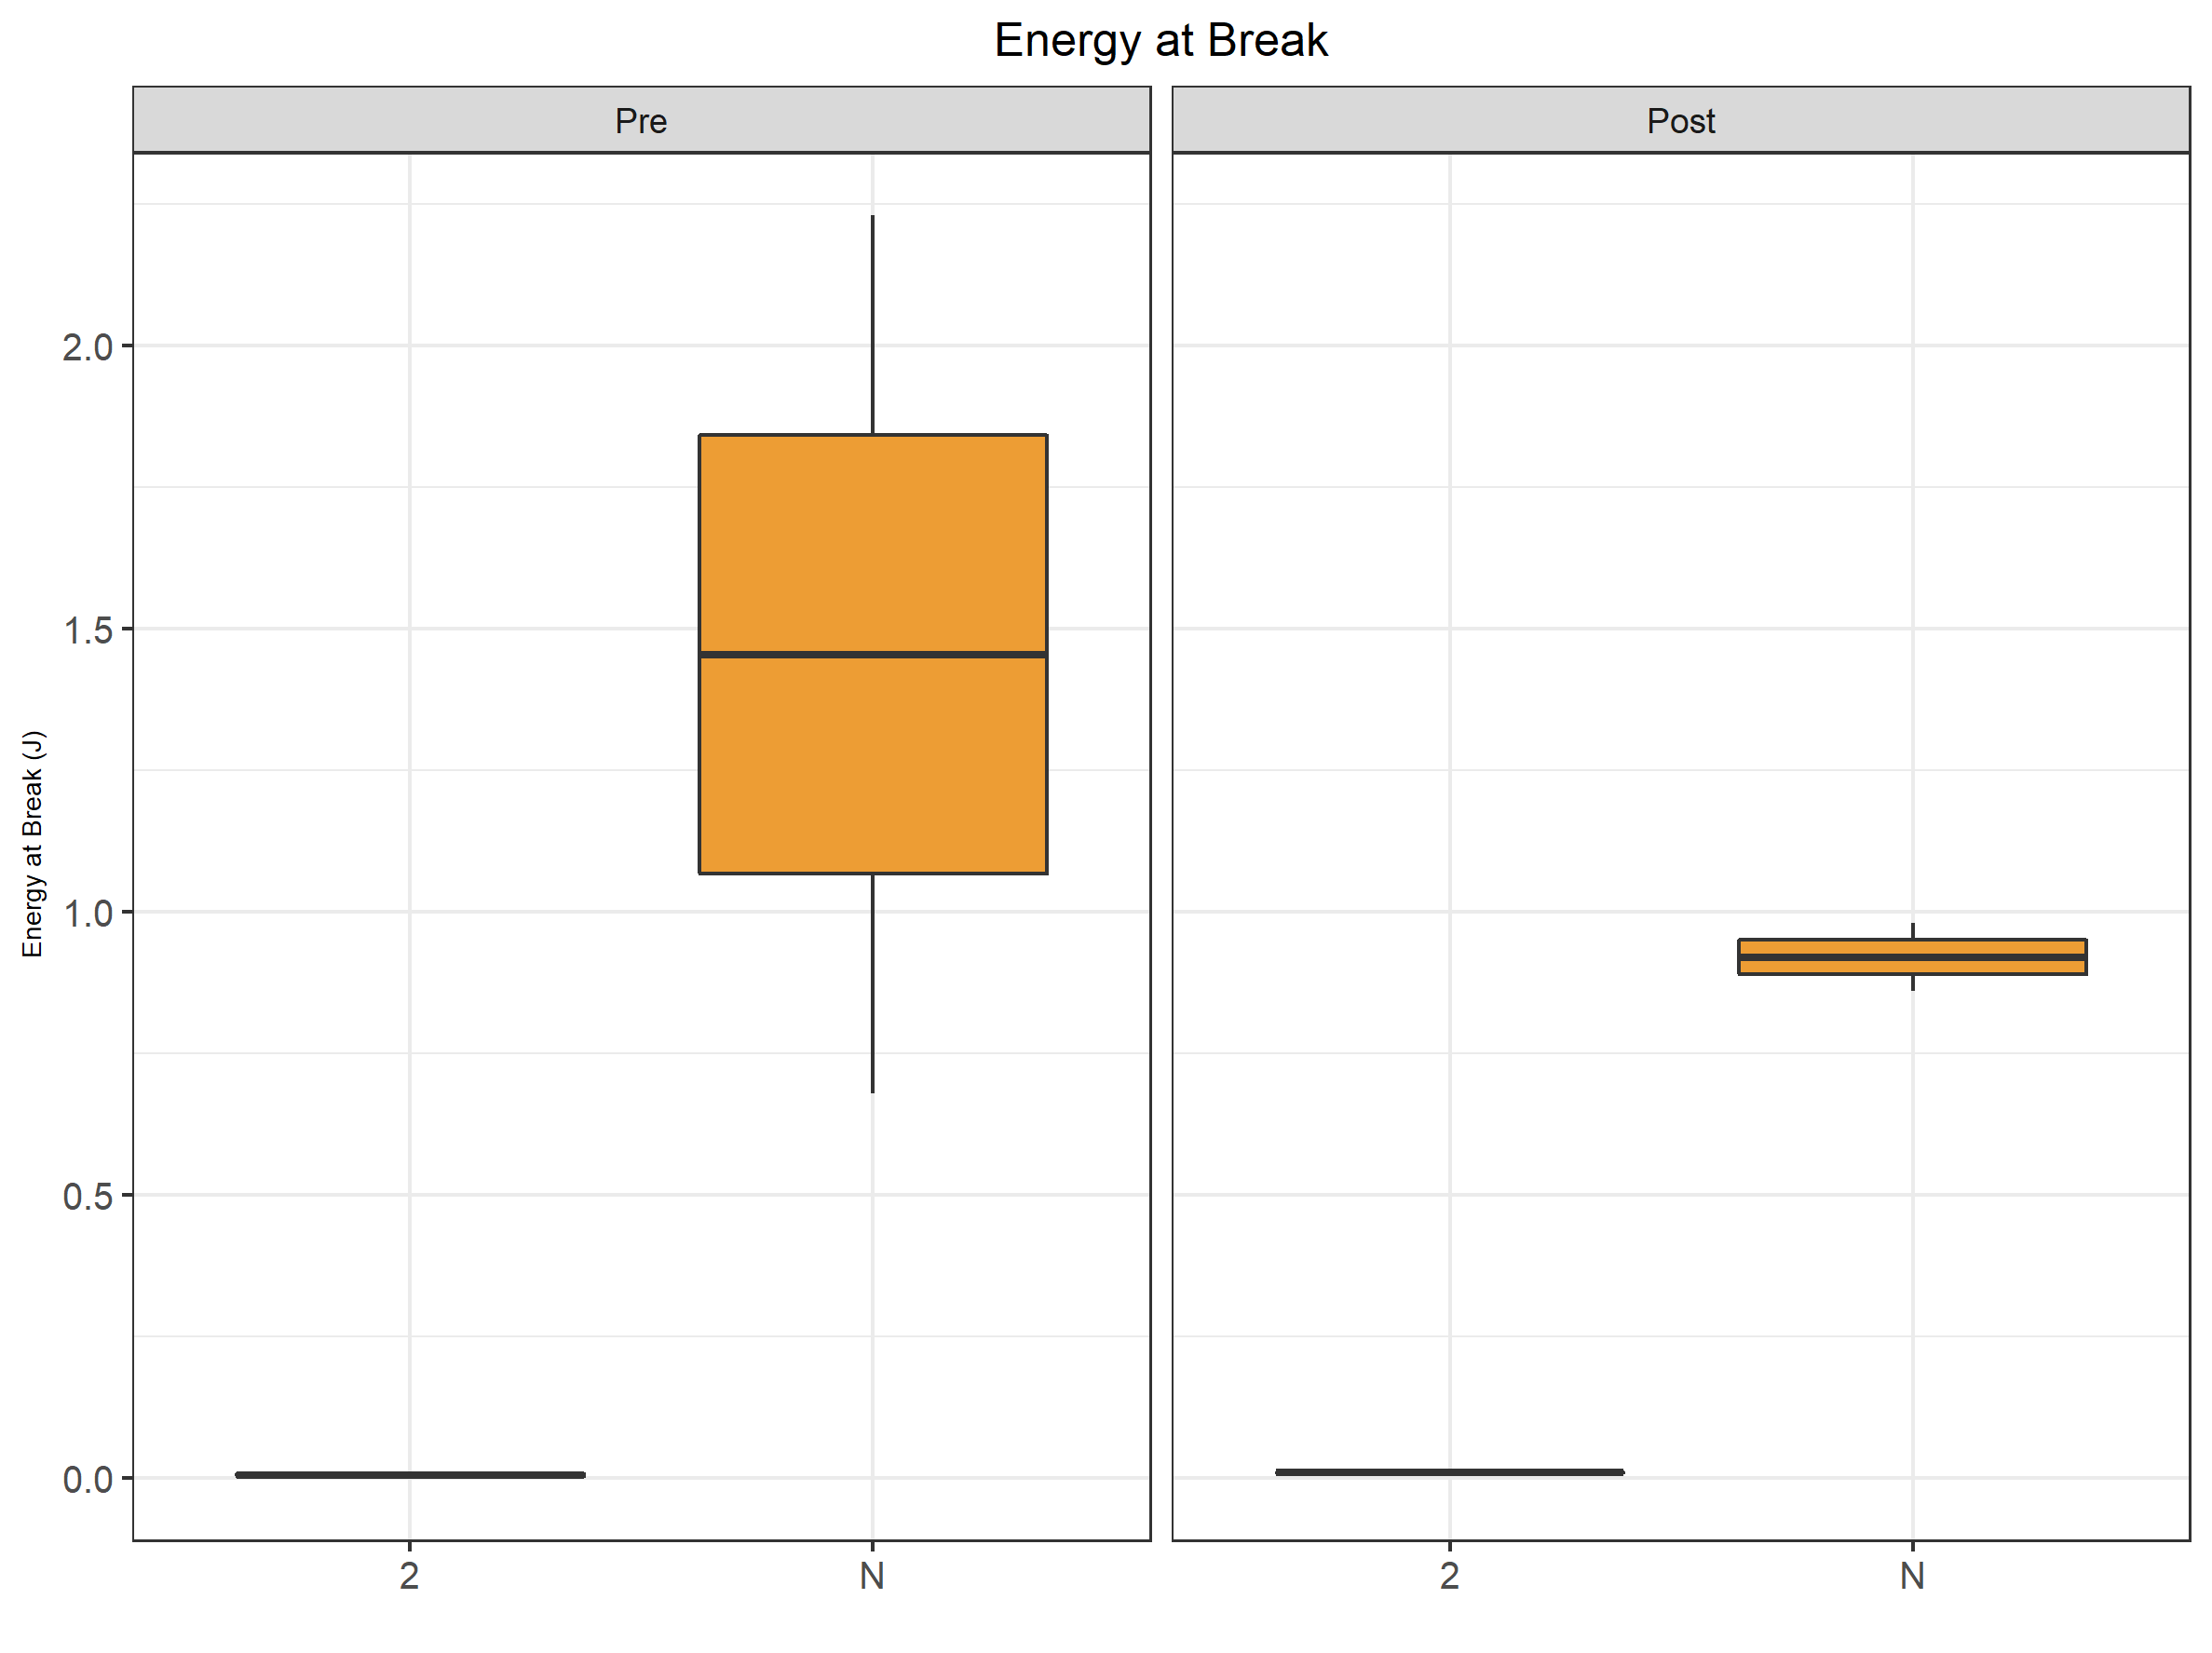 Energy at Break
Pre
Post
Energy at Break (J)
2.0
1.5
1.0
0.5
0.0
2
N
2
N